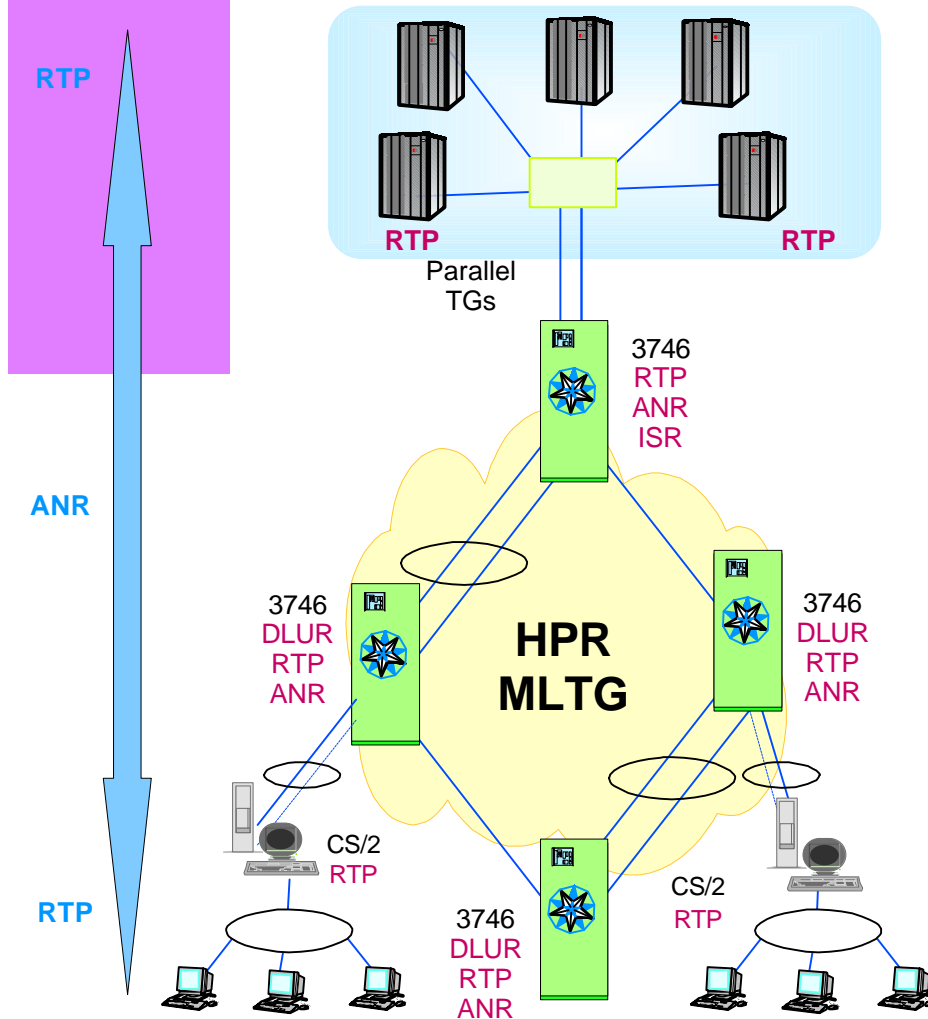 RTP
RTP
RTP
Parallel
TGs
3746
RTP
ANR
ISR
ANR
3746
DLUR
RTP
ANR
HPR
MLTG
3746
DLUR
RTP
ANR
CS/2
RTP
CS/2
RTP
RTP
3746
DLUR
RTP
ANR